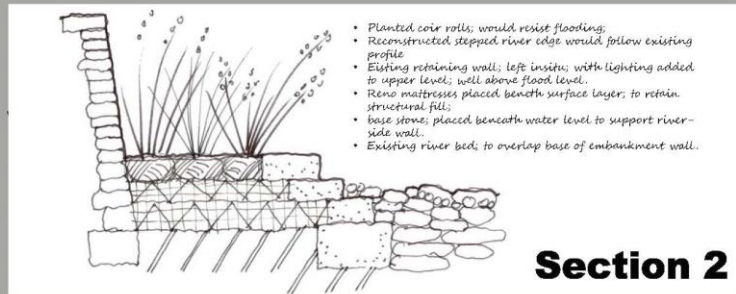 • Planted coir rolls; would resist flooding;
• Reconstructed stepped river edge would follow existing
profile
• Eisting retaining wall; left insitu; with lighting added
to upper level; well above flood level.
• Reno mattresses placed beneth surface layer; to retain
structural fill;
• base stone; placed beneath water level to support river-
side wall.
• Existing river bed; to overlap base of embankment wall.
Section 2